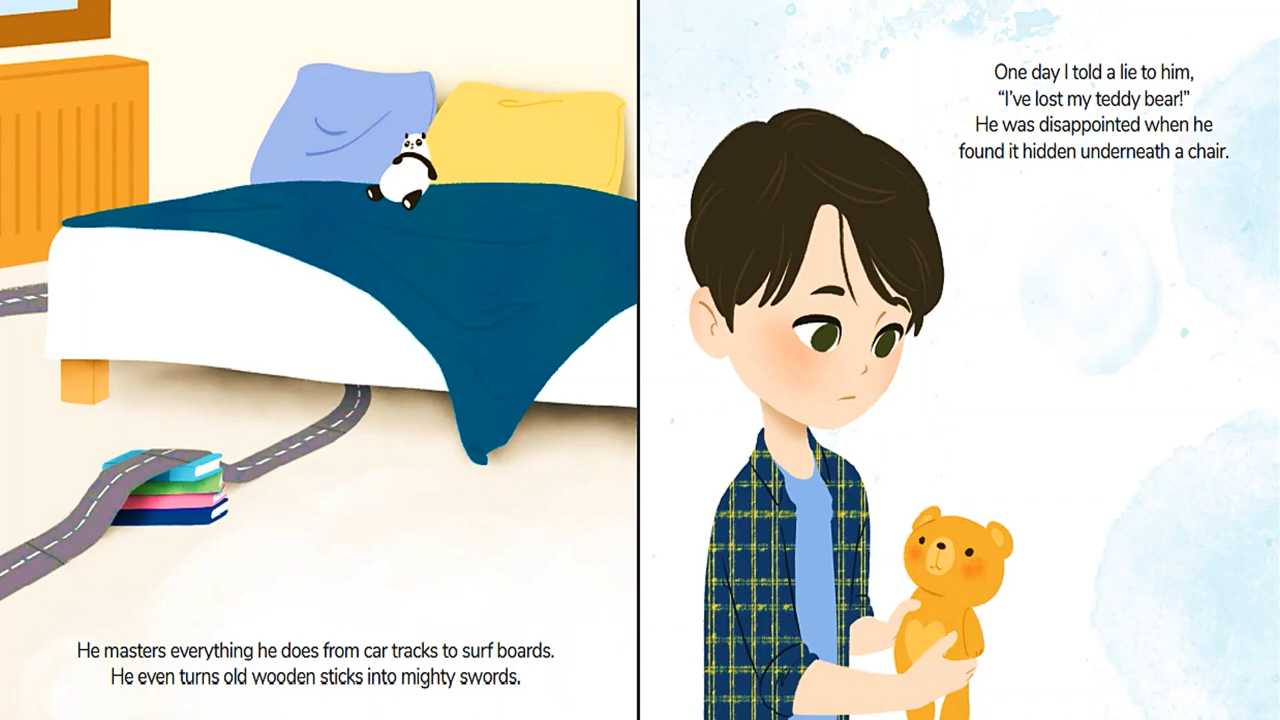 He masters everything he does from car tracks to surf boards.
He even turns old wooden sticks into mighty swords.
One day I told a lie to him,
“I’ve lost my teddy bear!”
He was disappointed when he
found it hidden underneath a chair.